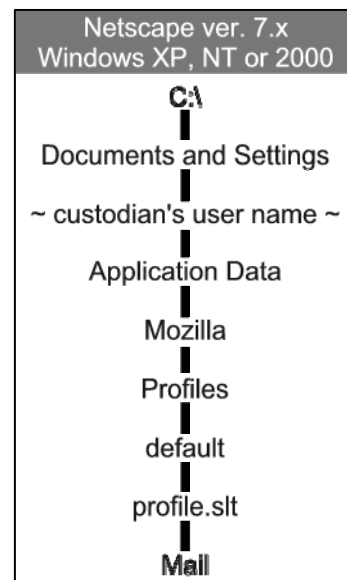 Netscape ver. 7.x
Windows XP, NT or 2000
C:\
Documents and Settings
~ custodian's user name ~
Application Data
Mozilla
Profiles
default
profile.slt
Mail